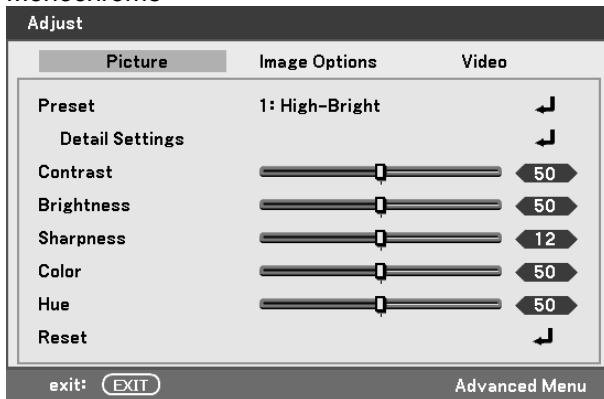 Adjust
Picture Image Options Video
Preset 1: High-Bright
Detail Settings
Contrast 50
Brightness 50
Sharpness 12
Color 50
Hue 50
Reset
exit: EXIT Advanced Menu